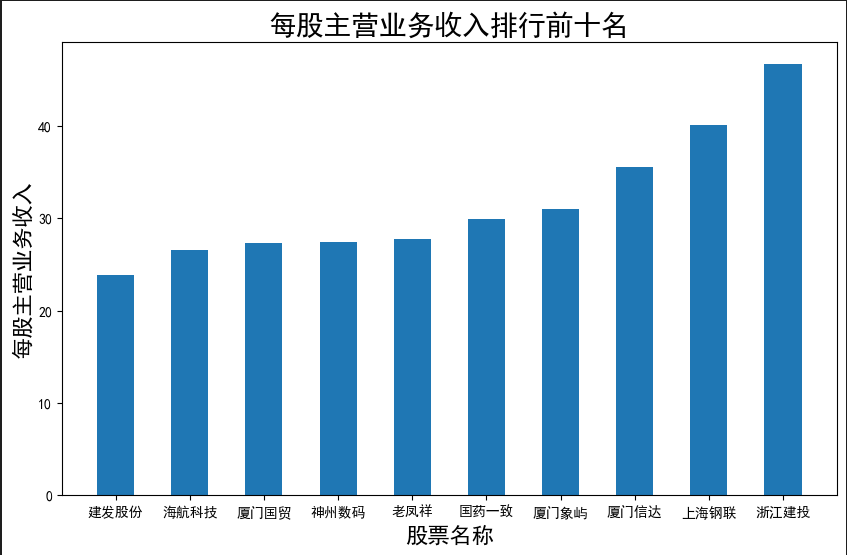 每股主营业务收入排行前十名
每股主营业务收入
40
30
20
10
0
建发股份 海航科技 厦门国贸 神州数码 老凤祥 国药一致 厦门象屿 厦门信达 上海钢联 浙江建投
股票名称